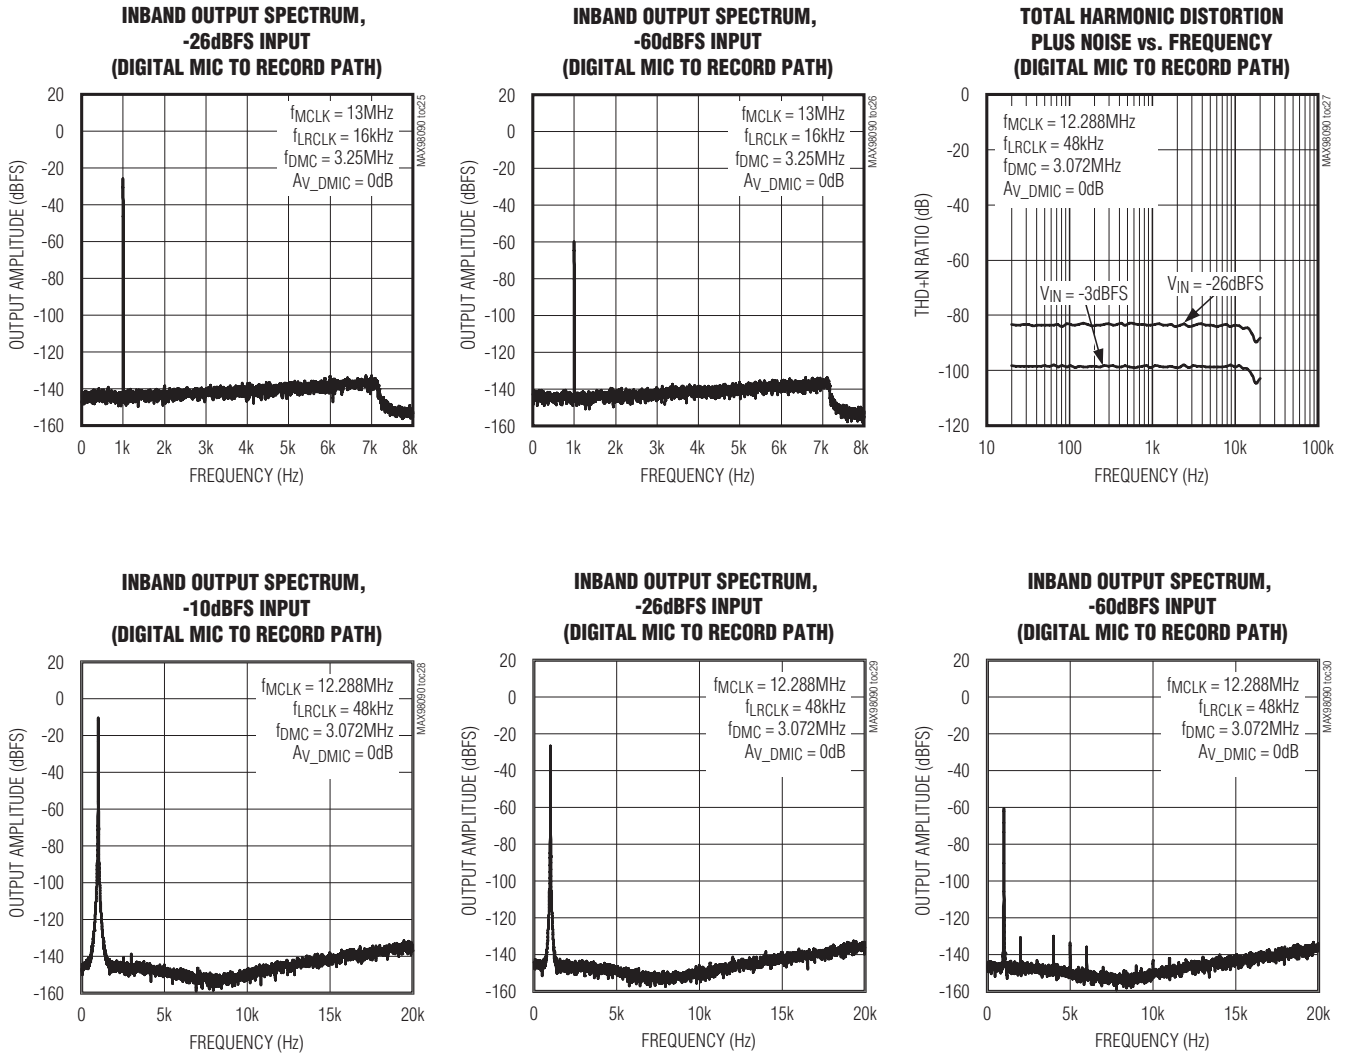 INBAND OUTPUT SPECTRUM,
-26dBFS INPUT
(DIGITAL MIC TO RECORD PATH)
MAX98090 toc25
fMCLK = 13MHz
fLRCLK = 16kHz
fDMC = 3.25MHz
AV_DMIC = 0dB
OUTPUT AMPLITUDE (dBFS)
20
0
-20
-40
-60
-80
-100
-120
-140
-160
0 1k 2k 3k 4k 5k 6k 7k 8k
FREQUENCY (Hz)
INBAND OUTPUT SPECTRUM,
-60dBFS INPUT
(DIGITAL MIC TO RECORD PATH)
MAX98090 toc26
fMCLK = 13MHz
fLRCLK = 16kHz
fDMC = 3.25MHz
AV_DMIC = 0dB
OUTPUT AMPLITUDE (dBFS)
20
0
-20
-40
-60
-80
-100
-120
-140
-160
0 1k 2k 3k 4k 5k 6k 7k 8k
FREQUENCY (Hz)
TOTAL HARMONIC DISTORTION
PLUS NOISE vs. FREQUENCY
(DIGITAL MIC TO RECORD PATH)
MAX98090 toc27
fMCLK = 12.288MHz
fLRCLK = 48kHz
fDMC = 3.072MHz
AV_DMIC = 0dB
THD+N RATIO (dB)
0
-20
-40
-60
-80
-100
-120
VIN = -3dBFS
VIN = -26dBFS
10 100 1k 10k 100k
FREQUENCY (Hz)
INBAND OUTPUT SPECTRUM,
-10dBFS INPUT
(DIGITAL MIC TO RECORD PATH)
MAX98090 toc28
fMCLK = 12.288MHz
fLRCLK = 48kHz
fDMC = 3.072MHz
AV_DMIC = 0dB
OUTPUT AMPLITUDE (dBFS)
20
0
-20
-40
-60
-80
-100
-120
-140
-160
0 5k 10k 15k 20k
FREQUENCY (Hz)
INBAND OUTPUT SPECTRUM,
-26dBFS INPUT
(DIGITAL MIC TO RECORD PATH)
MAX98090 toc29
fMCLK = 12.288MHz
fLRCLK = 48kHz
fDMC = 3.072MHz
AV_DMIC = 0dB
OUTPUT AMPLITUDE (dBFS)
20
0
-20
-40
-60
-80
-100
-120
-140
-160
0 5k 10k 15k 20k
FREQUENCY (Hz)
INBAND OUTPUT SPECTRUM,
-60dBFS INPUT
(DIGITAL MIC TO RECORD PATH)
MAX98090 toc30
fMCLK = 12.288MHz
fLRCLK = 48kHz
fDMC = 3.072MHz
AV_DMIC = 0dB
OUTPUT AMPLITUDE (dBFS)
20
0
-20
-40
-60
-80
-100
-120
-140
-160
0 5k 10k 15k 20k
FREQUENCY (Hz)